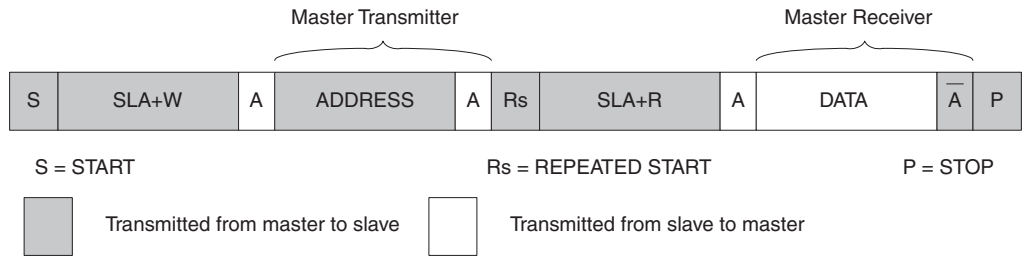 Master Transmitter Master Receiver
S SLA+W A ADDRESS A Rs SLA+R A DATA A̅ P
S = START Rs = REPEATED START P = STOP
Transmitted from master to slave Transmitted from slave to master